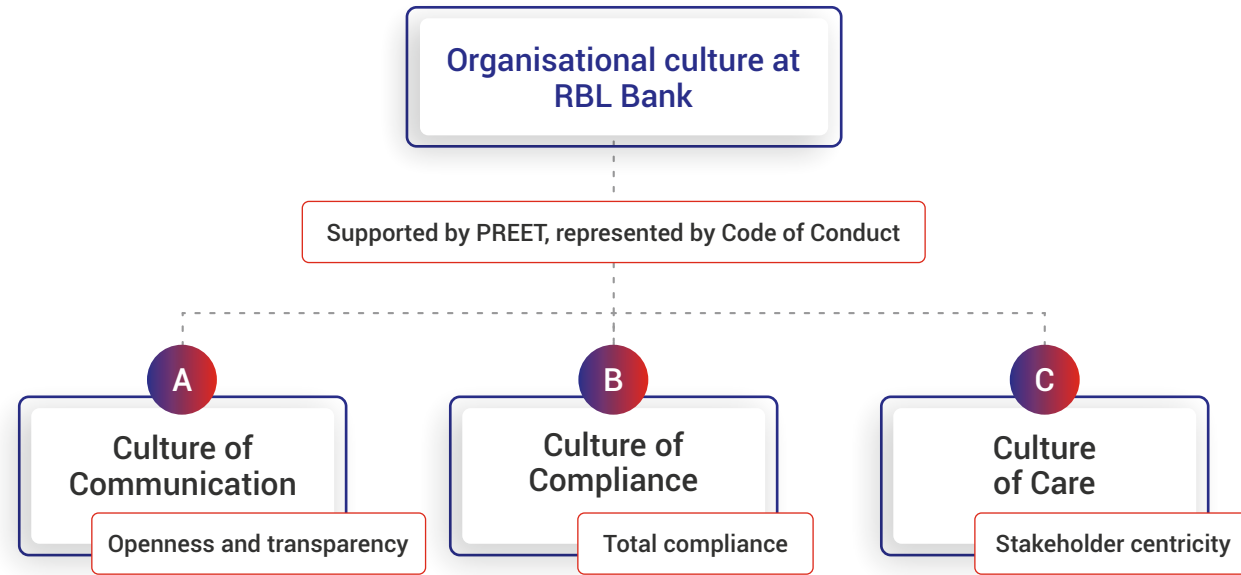 Organisational culture at
RBL Bank
Supported by PREET, represented by Code of Conduct
A
Culture of
Communication
Openness and transparency
B
Culture of
Compliance
Total compliance
C
Culture
of Care
Stakeholder centricity